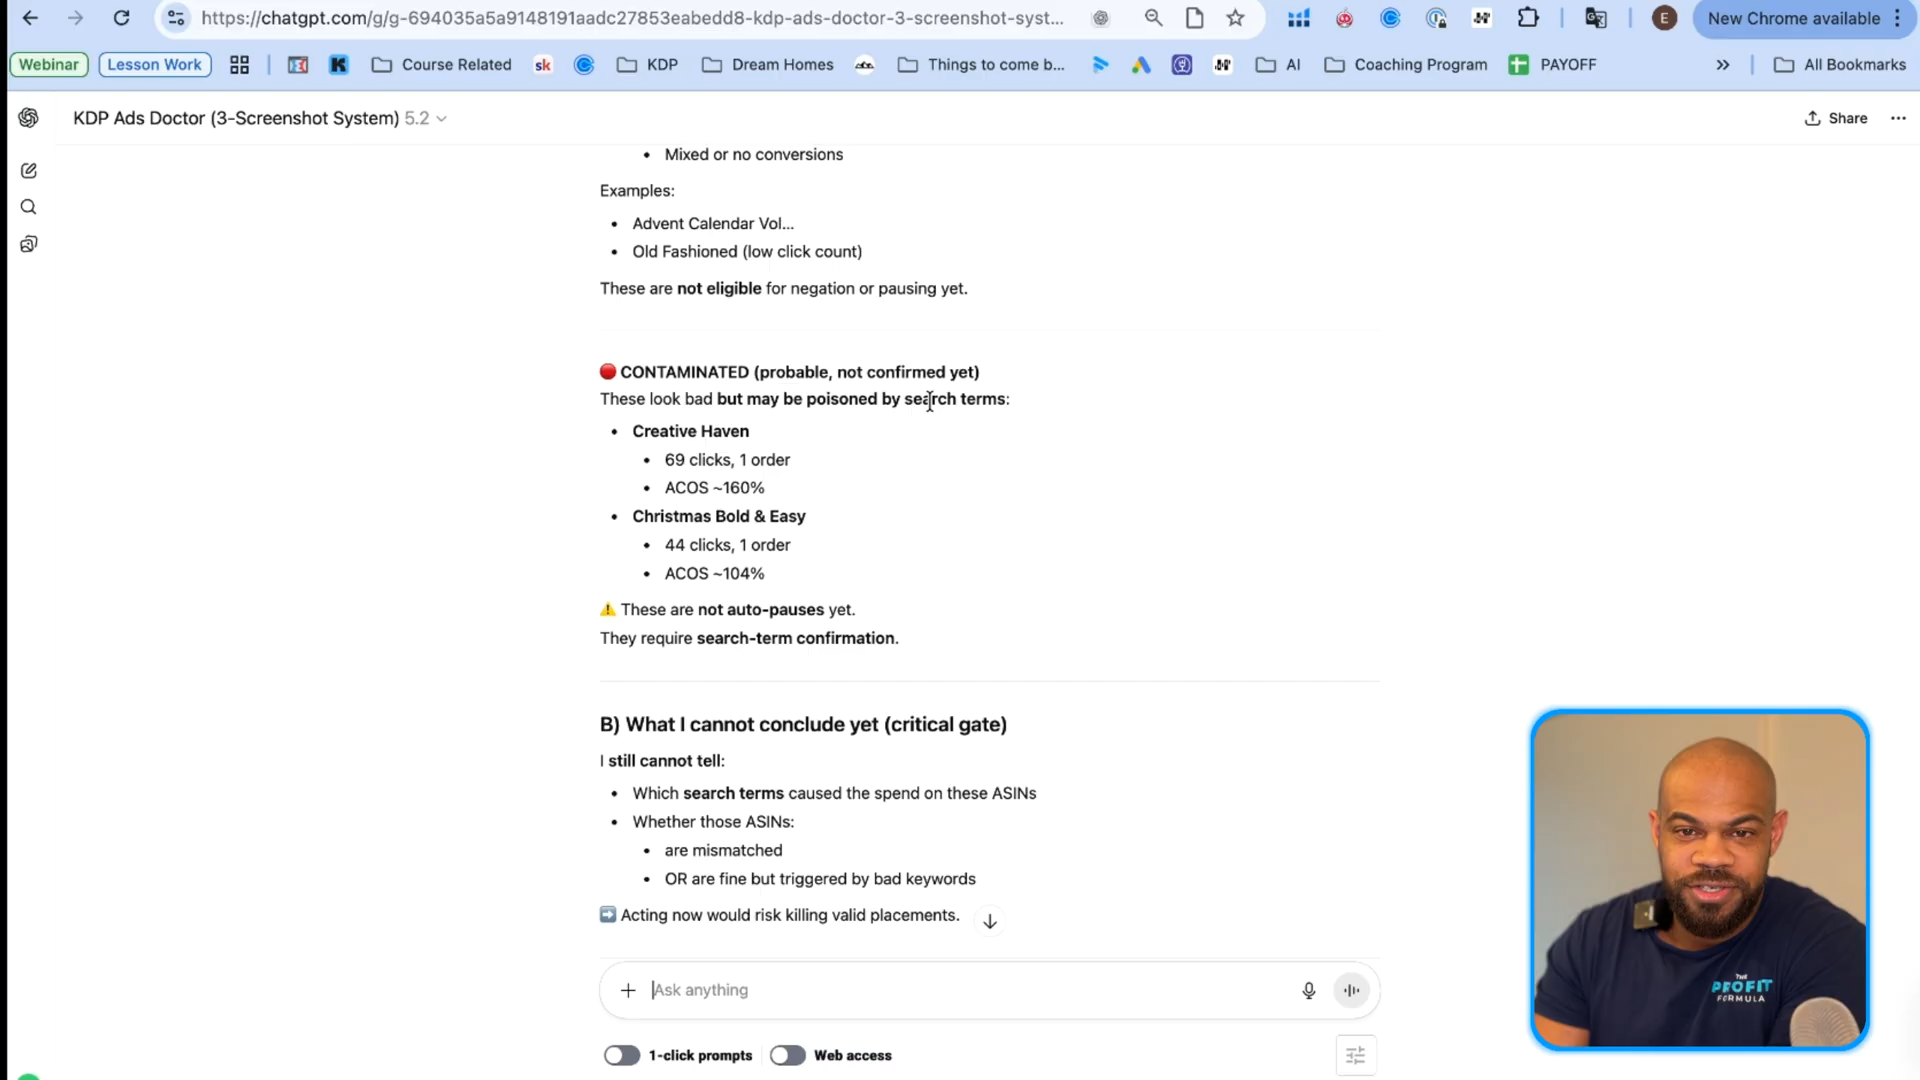 https://chatgpt.com/g/g-694035a5a9148191aadc27853eabedd8-kdp-ads-doctor-3-screenshot-syst...
E
New Chrome available
Webinar
Lesson Work
K
Course Related
sk
KDP
Dream Homes
Things to come b...
AI
Coaching Program
PAYOFF
»
All Bookmarks
KDP Ads Doctor (3-Screenshot System) 5.2
Share
• Mixed or no conversions
Examples:
• Advent Calendar Vol...
• Old Fashioned (low click count)
These are not eligible for negation or pausing yet.
🔴 CONTAMINATED (probable, not confirmed yet)
These look bad but may be poisoned by search terms:
• Creative Haven
• 69 clicks, 1 order
• ACOS ~160%
• Christmas Bold & Easy
• 44 clicks, 1 order
• ACOS ~104%
⚠️ These are not auto-pauses yet.
They require search-term confirmation.
B) What I cannot conclude yet (critical gate)
I still cannot tell:
• Which search terms caused the spend on these ASINs
• Whether those ASINs:
• are mismatched
• OR are fine but triggered by bad keywords
➡️ Acting now would risk killing valid placements.
Ask anything
1-click prompts
Web access
THE
PROFIT
FORMULA